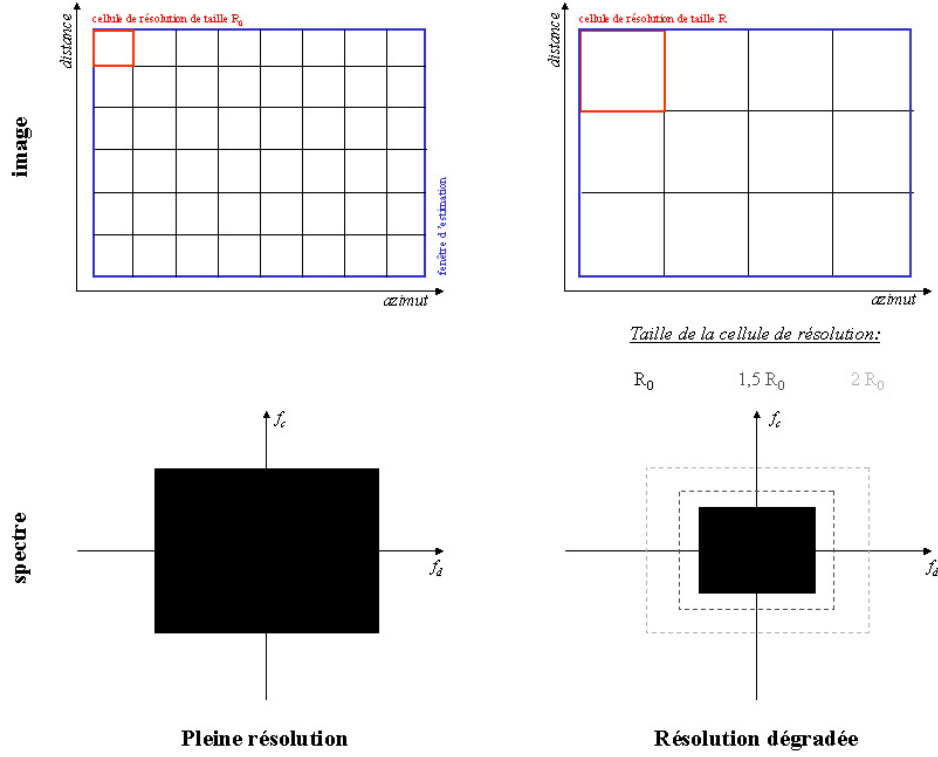 cellule de résolution de taille R0
distance
azimut
fenêtre d 'estimation
image
cellule de résolution de taille R
distance
azimut
Taille de la cellule de résolution:
R0 1,5 R0 2 R0
spectre
fc
fd
fc
fd
Pleine résolution
Résolution dégradée